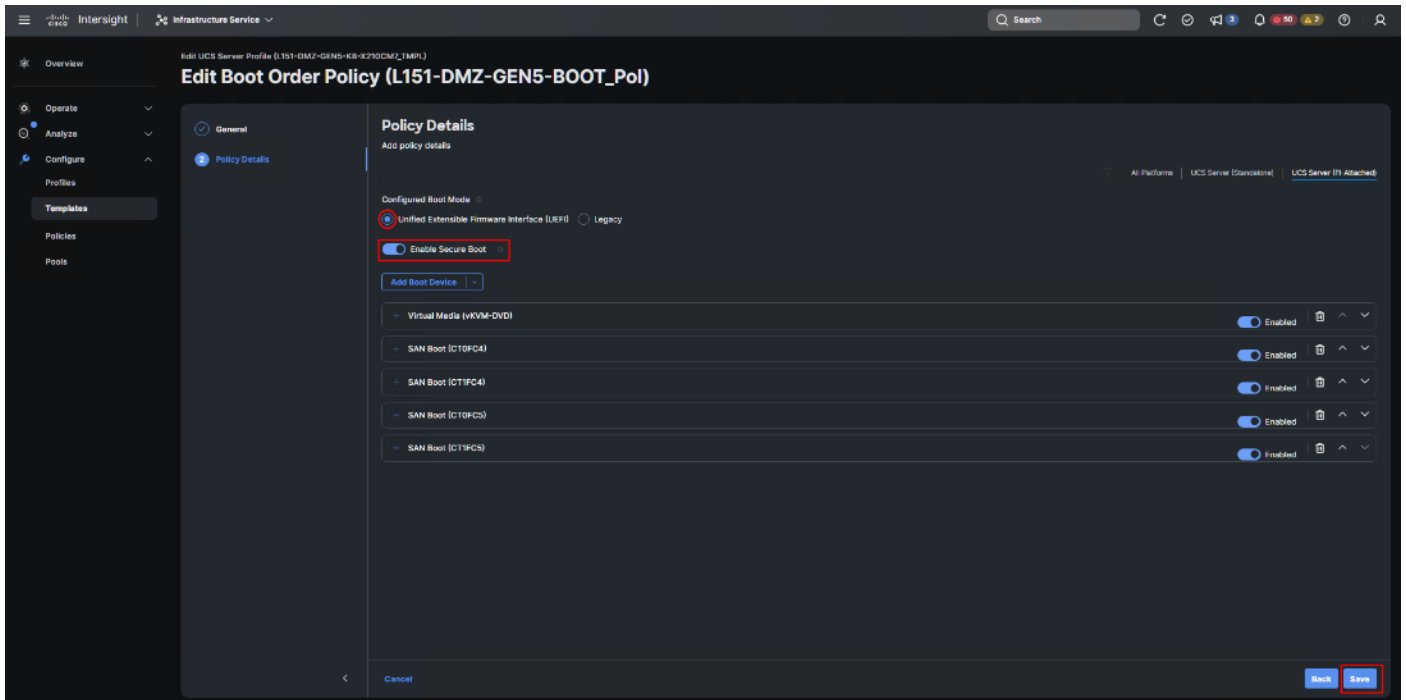 cisco Intersight
Infrastructure Service
Search
3
50
2
Overview
Operate
Analyze
Configure
Profiles
Templates
Policies
Pools
Edit UCS Server Profile (L151-DMZ-GEN5-K8-X210CM7_TMPL)
Edit Boot Order Policy (L151-DMZ-GEN5-BOOT_Pol)
General
2 Policy Details
Policy Details
Add policy details
All Platforms | UCS Server (Standalone) | UCS Server (FI-Attached)
Configured Boot Mode
Unified Extensible Firmware Interface (UEFI) Legacy
Enable Secure Boot
Add Boot Device
Virtual Media (vKVM-DVD) Enabled
SAN Boot (CT0FC4) Enabled
SAN Boot (CT1FC4) Enabled
SAN Boot (CT0FC5) Enabled
SAN Boot (CT1FC5) Enabled
Cancel Back Save